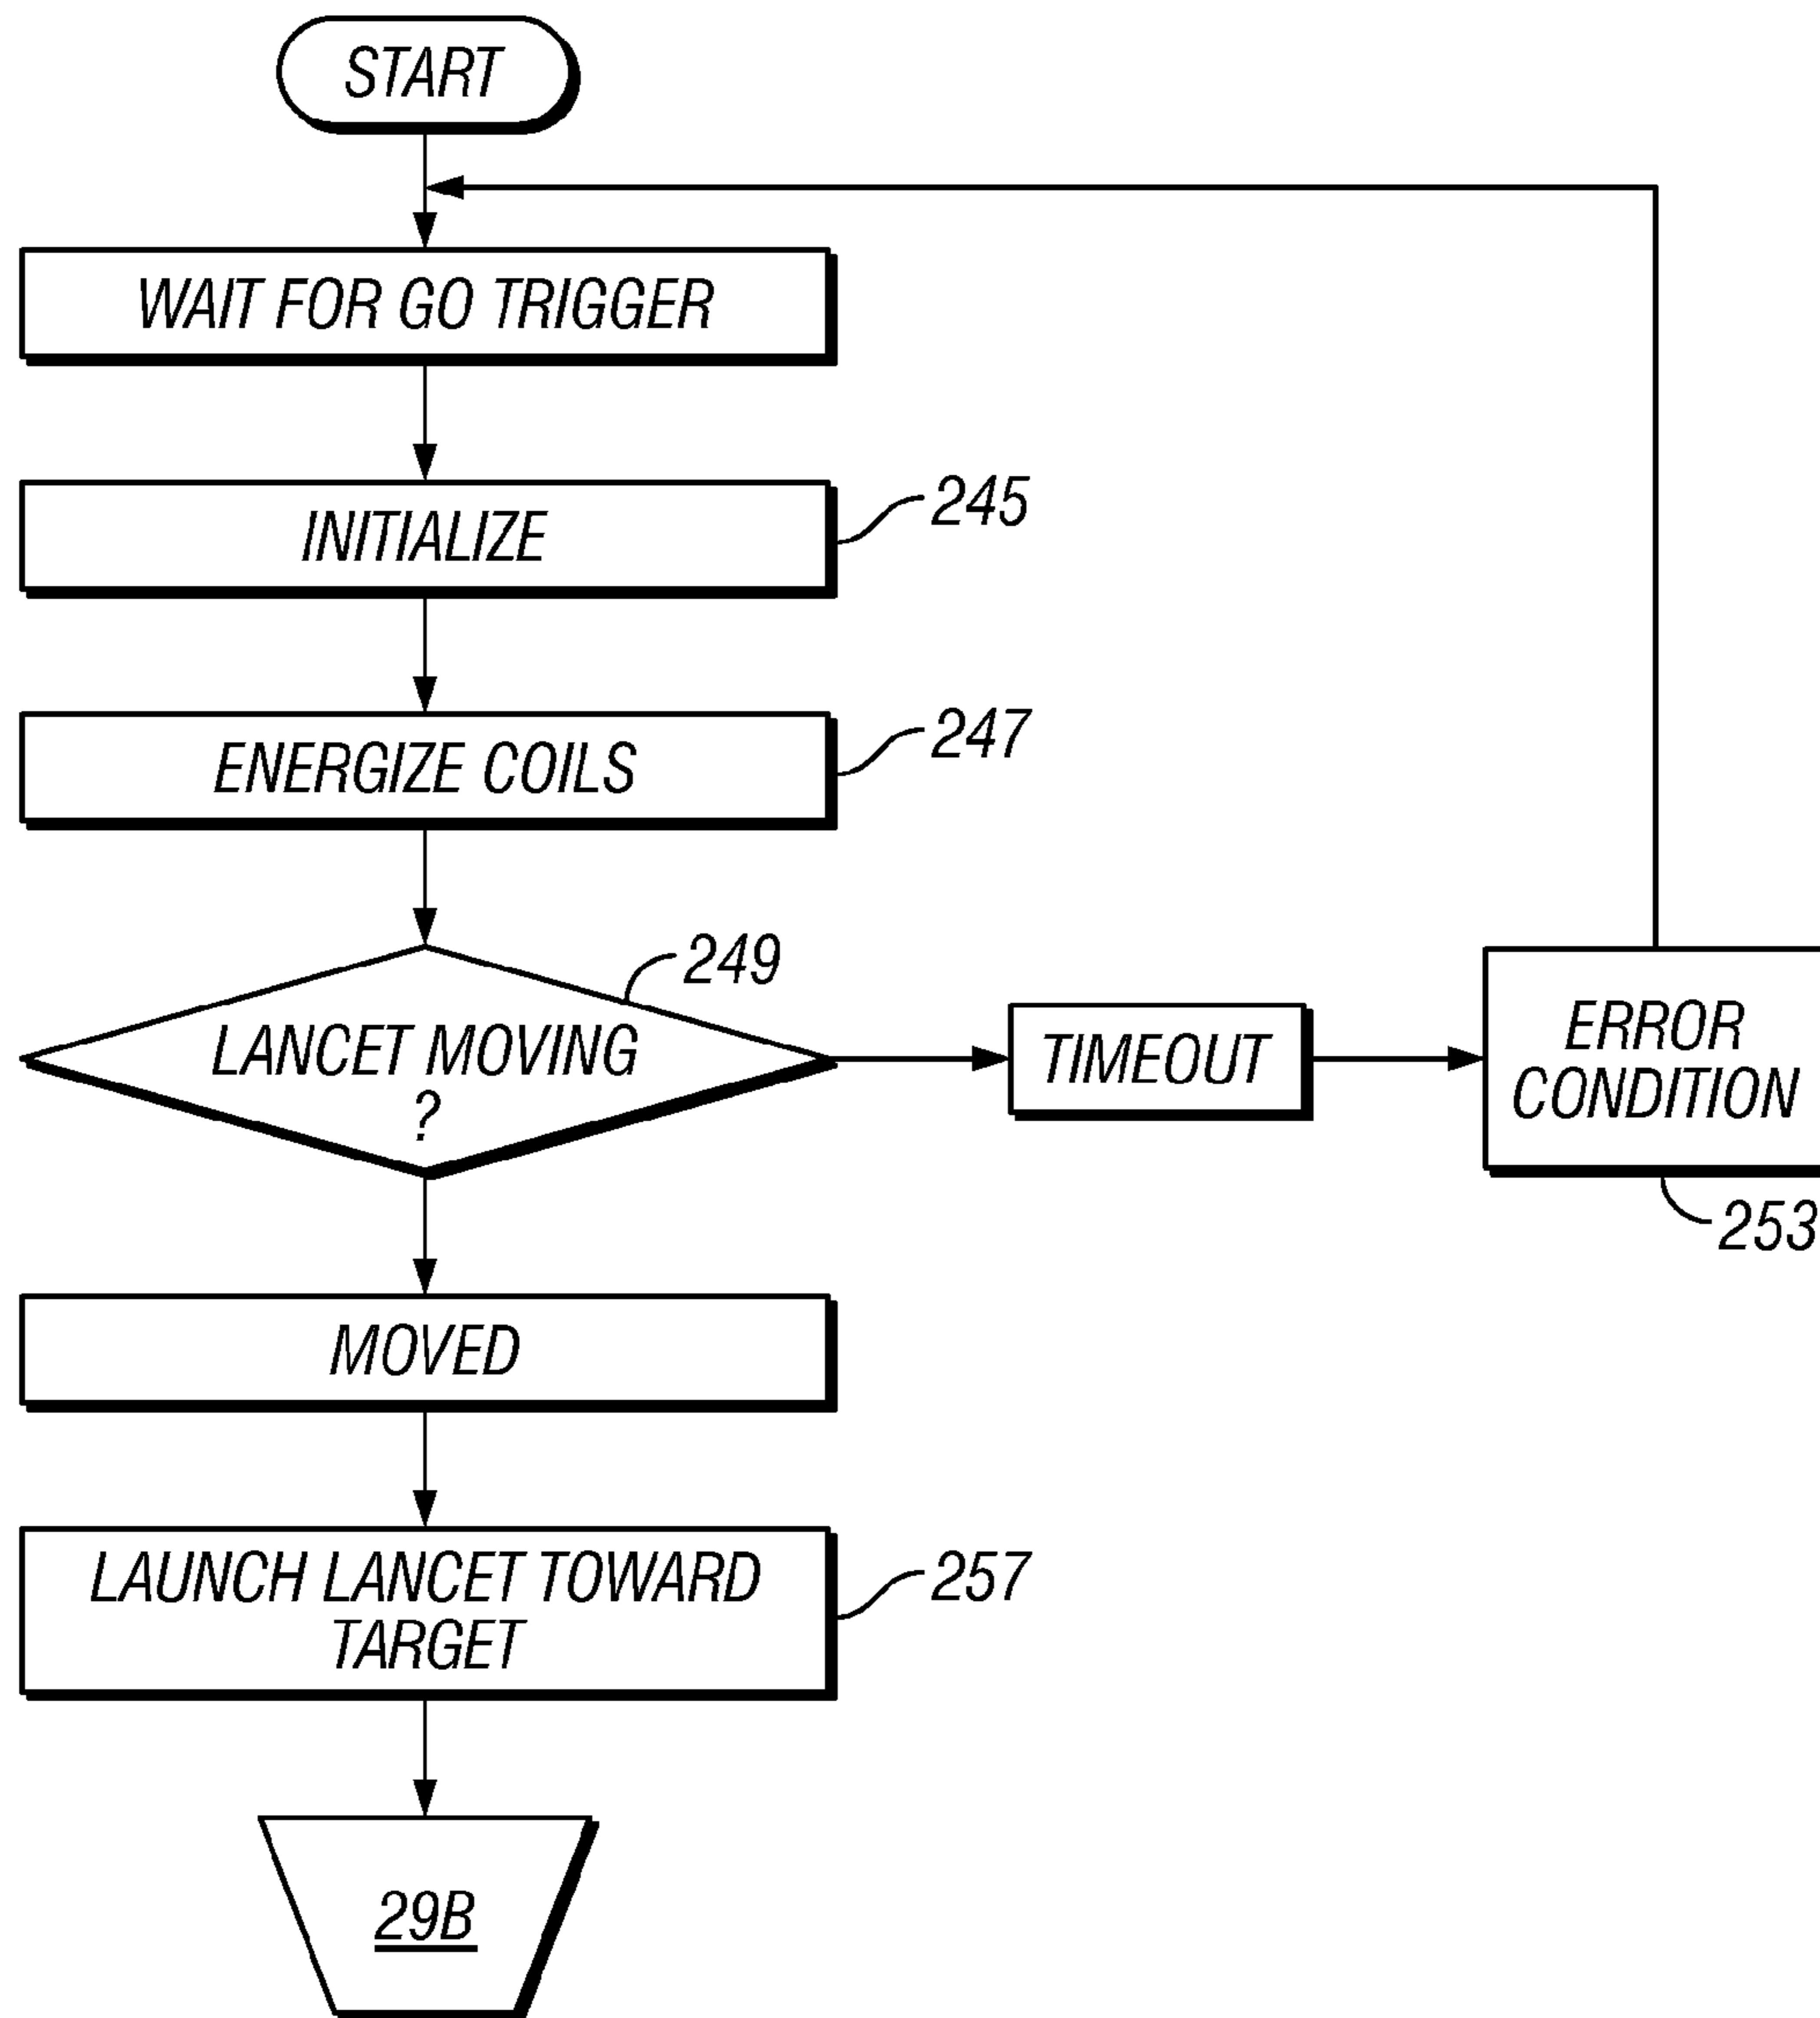 START
WAIT FOR GO TRIGGER
INITIALIZE
245
ENERGIZE COILS
247
249
LANCET MOVING
?
TIMEOUT
ERROR
CONDITION
253
MOVED
LAUNCH LANCET TOWARD
TARGET
257
29B